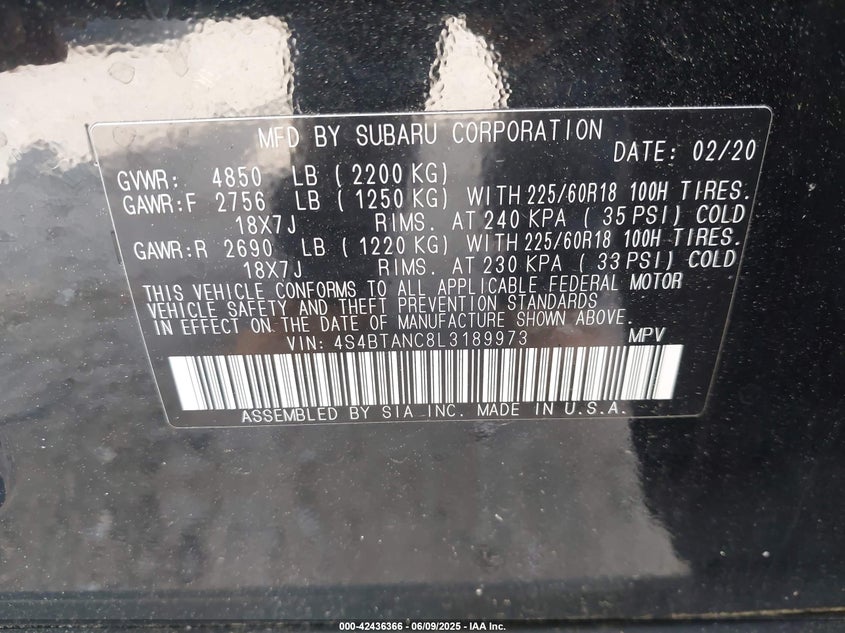 MFD BY SUBARU CORPORATION
DATE: 02/20
GVWR: 4850 LB ( 2200 KG)
GAWR:F 2756 LB ( 1250 KG) WITH 225/60R18 100H TIRES.
18X7J RIMS. AT 240 KPA ( 35 PSI) COLD
GAWR:R 2690 LB ( 1220 KG) WITH 225/60R18 100H TIRES.
18X7J RIMS. AT 230 KPA ( 33 PSI) COLD
THIS VEHICLE CONFORMS TO ALL APPLICABLE FEDERAL MOTOR
VEHICLE SAFETY AND THEFT PREVENTION STANDARDS
IN EFFECT ON THE DATE OF MANUFACTURE SHOWN ABOVE.
VIN: 4S4BTANC8L3189973 MPV
ASSEMBLED BY SIA INC. MADE IN U.S.A.
000-42436366 - 06/09/2025 - IAA Inc.